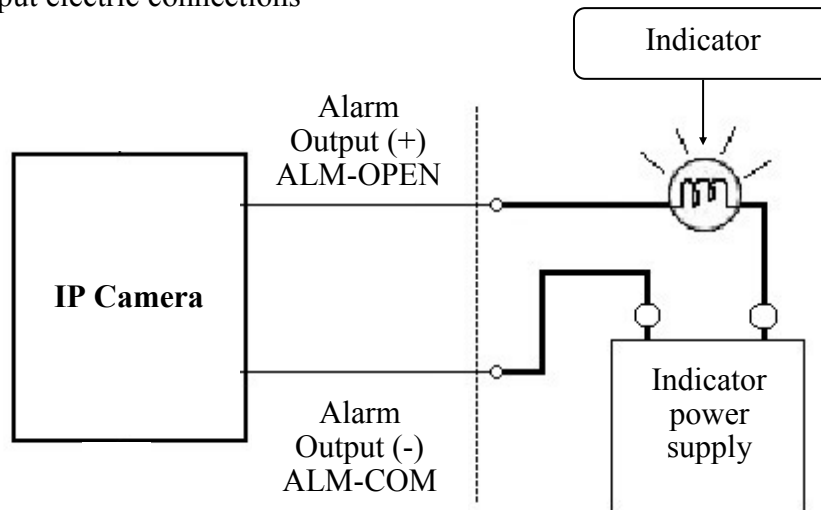 put electric connections
Indicator
Alarm
Output (+)
ALM-OPEN
IP Camera
Alarm
Output (-)
ALM-COM
Indicator
power
supply